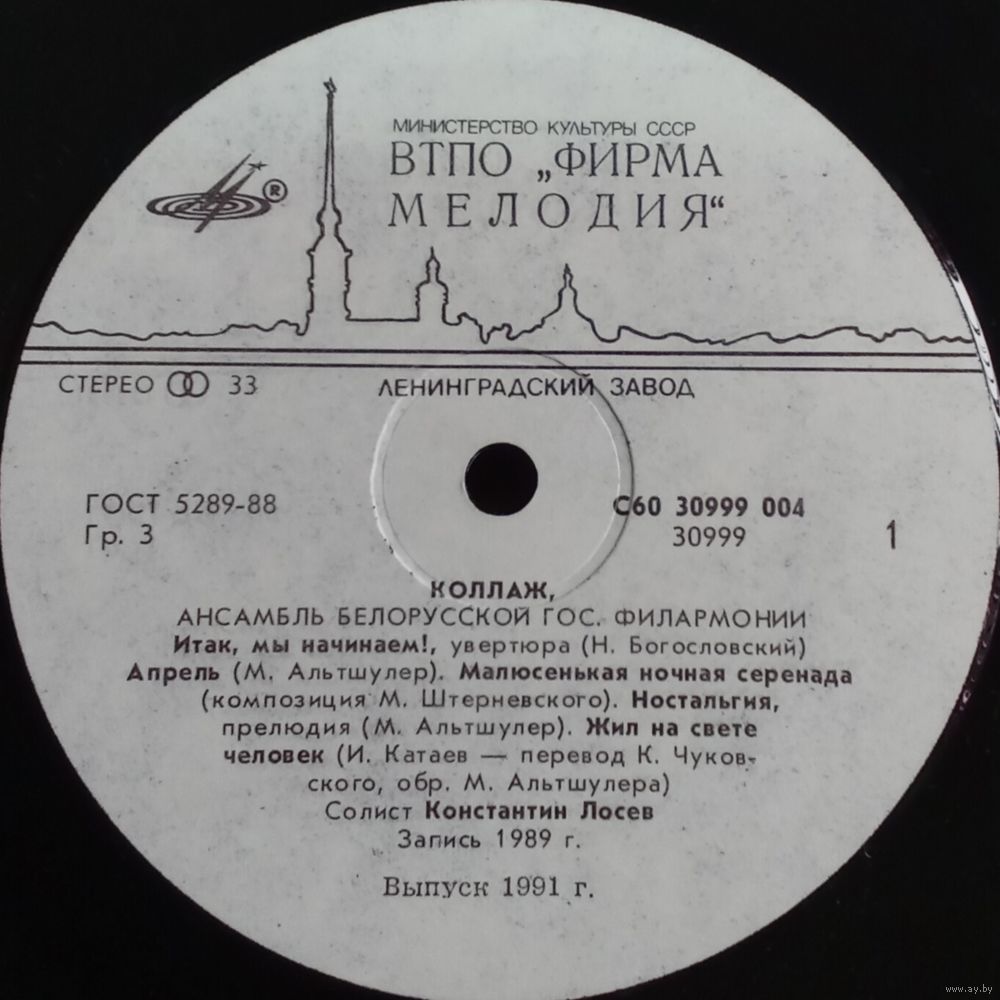 МИНИСТЕРСТВО КУЛЬТУРЫ СССР
ВТПО „ФИРМА
МЕЛОДИЯ“
®
СТЕРЕО 33 ЛЕНИНГРАДСКИЙ ЗАВОД
ГОСТ 5289-88 С60 30999 004
Гр. 3 30999 1
КОЛЛАЖ,
АНСАМБЛЬ БЕЛОРУССКОЙ ГОС. ФИЛАРМОНИИ
Итак, мы начинаем!, увертюра (Н. Богословский)
Апрель (М. Альтшулер). Малюсенькая ночная серенада
(композиция М. Штерневского). Ностальгия,
прелюдия (М. Альтшулер). Жил на свете
человек (И. Катаев — перевод К. Чуков-
ского, обр. М. Альтшулера)
Солист Константин Лосев
Запись 1989 г.
Выпуск 1991 г.
www.ay.by